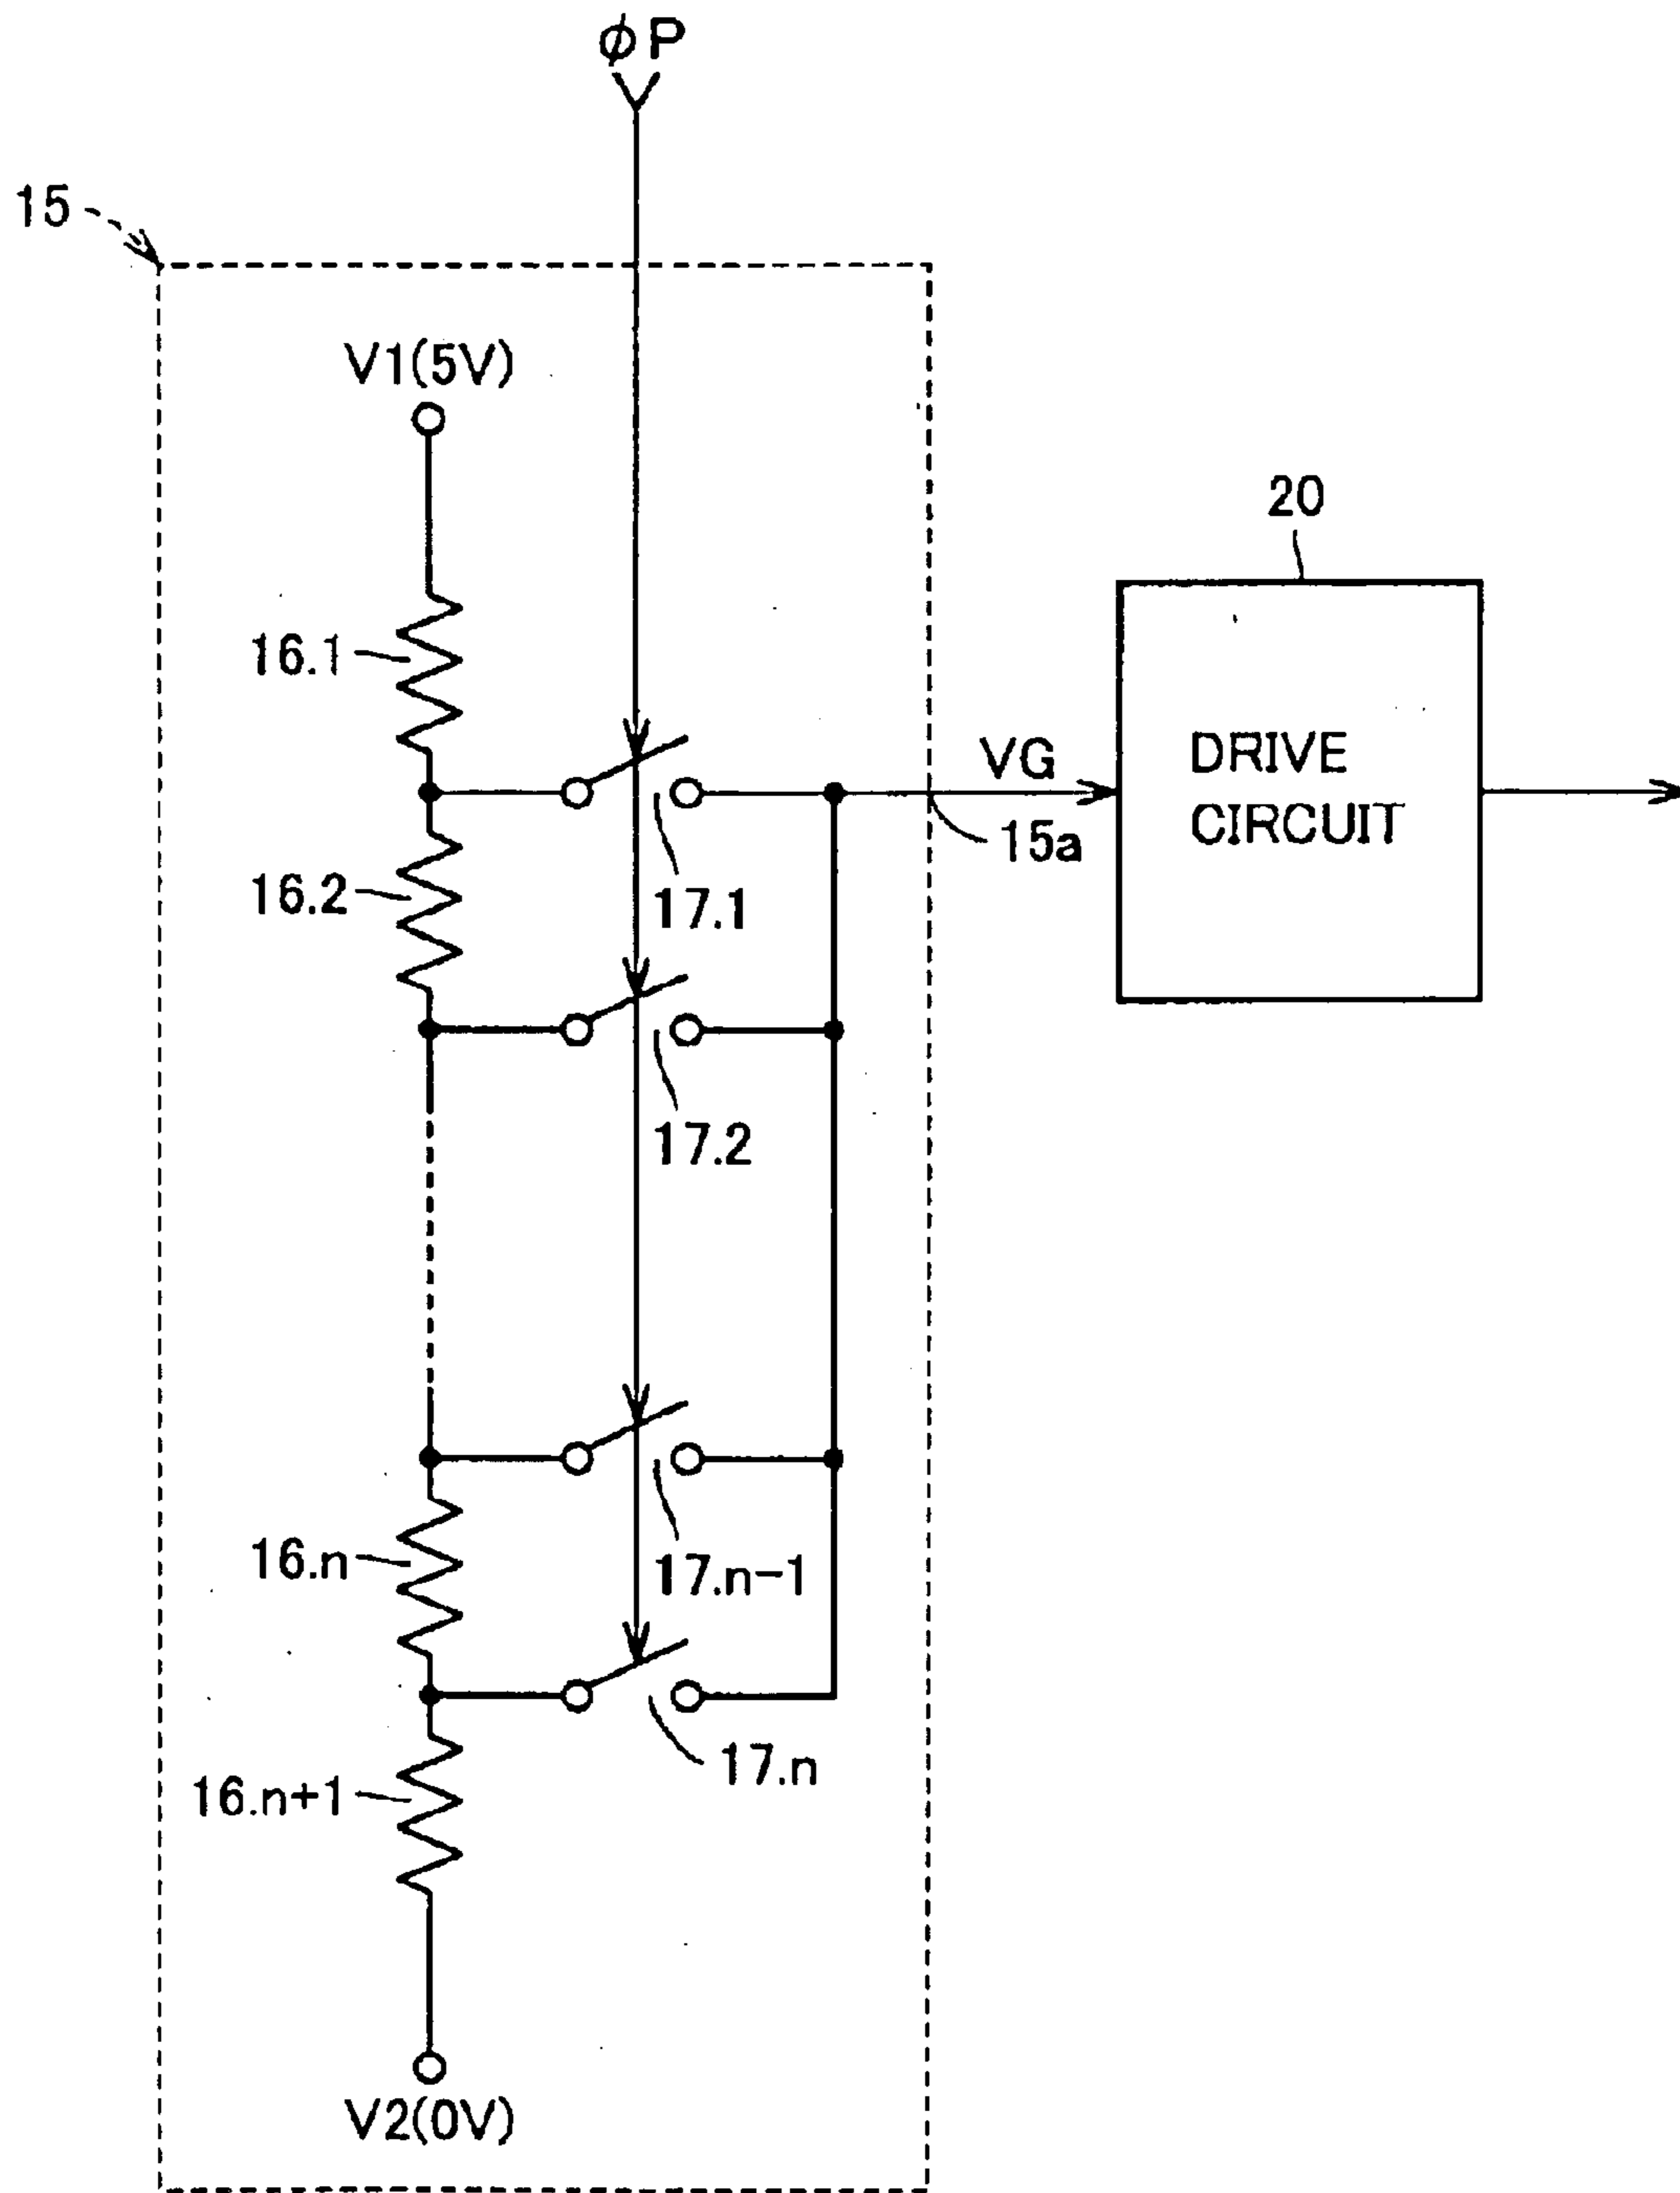 φP
15
V1(5V)
20
16.1
VG
DRIVE
CIRCUIT
15a
16.2
17.1
17.2
16.n
17.n-1
17.n
16.n+1
V2(0V)